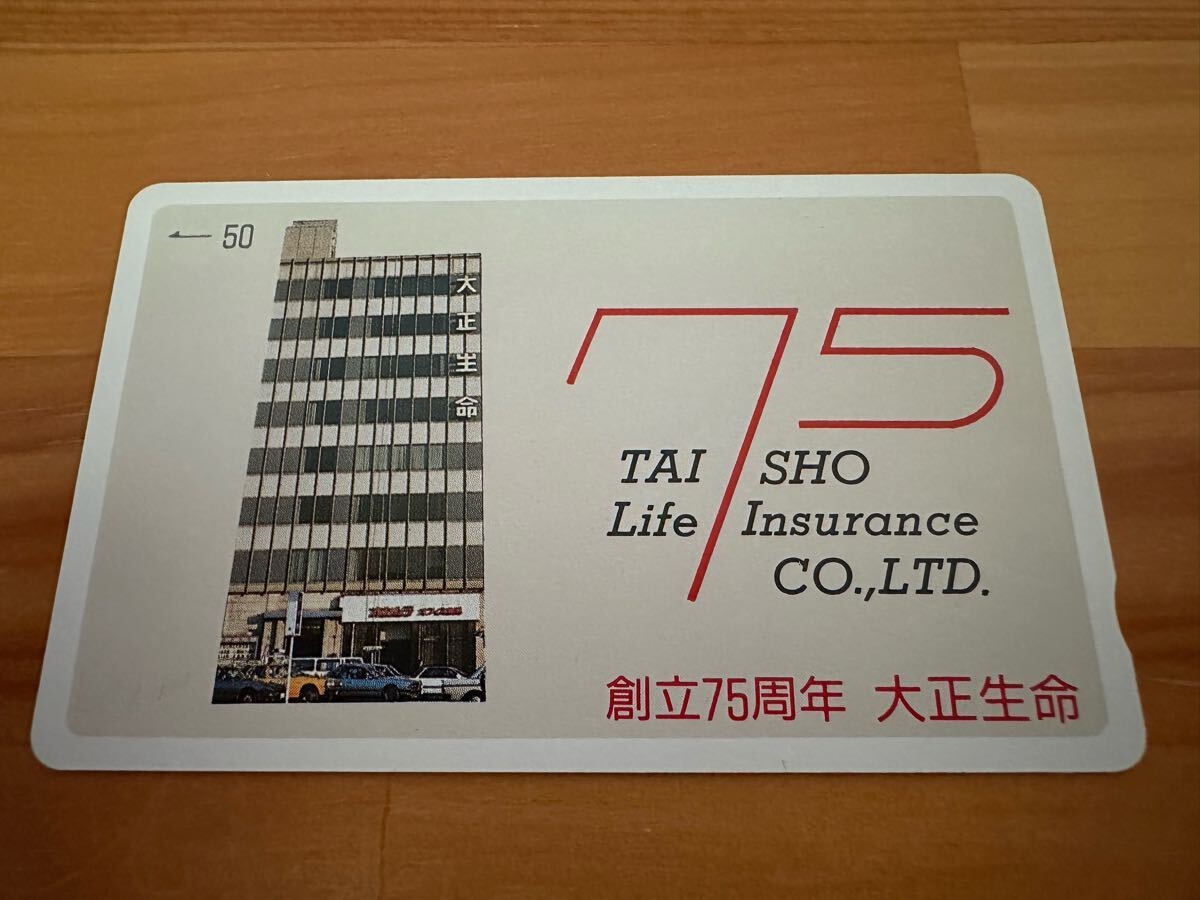 50
大正生命
75
TAI SHO
Life Insurance
CO.,LTD.
創立75周年 大正生命